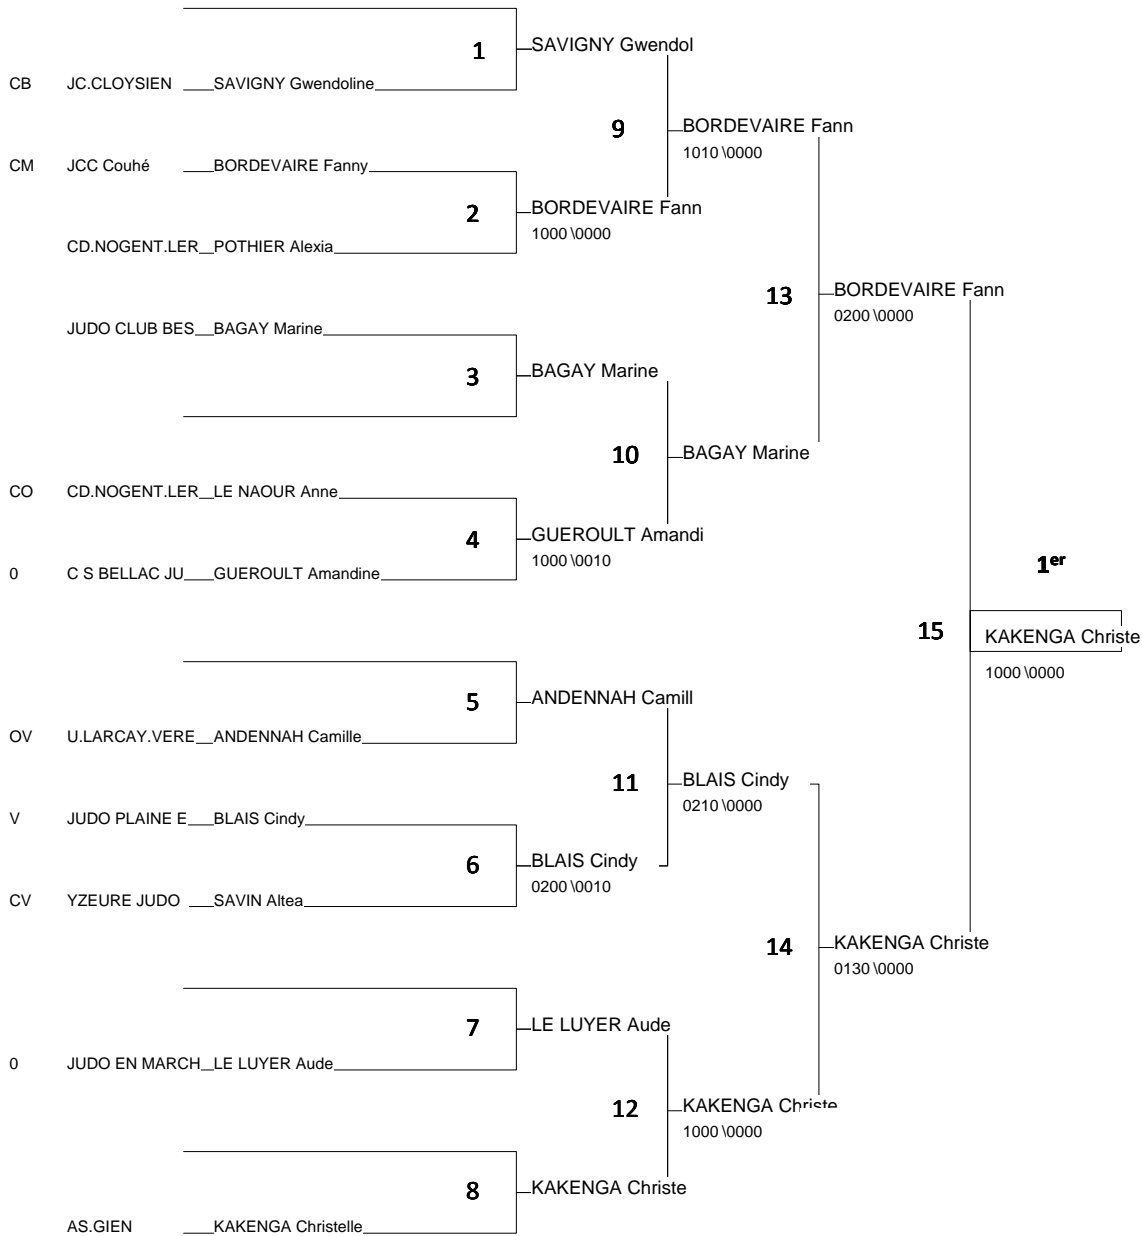 1 SAVIGNY Gwendol
CB JC.CLOYSIEN SAVIGNY Gwendoline
9 BORDEVAIRE Fann
1010 \0000
CM JCC Couhé BORDEVAIRE Fanny
2 BORDEVAIRE Fann
1000 \0000
CD.NOGENT.LER POTHIER Alexia
13 BORDEVAIRE Fann
0200 \0000
JUDO CLUB BES BAGAY Marine
3 BAGAY Marine
10 BAGAY Marine
CO CD.NOGENT.LER LE NAOUR Anne
4 GUEROULT Amandi
1000 \0010
0 C S BELLAC JU GUEROULT Amandine
1er
15 KAKENGA Christe
1000 \0000
5 ANDENNAH Camill
OV U.LARCAY.VERE ANDENNAH Camille
11 BLAIS Cindy
0210 \0000
V JUDO PLAINE E BLAIS Cindy
6 BLAIS Cindy
0200 \0010
CV YZEURE JUDO SAVIN Altea
14 KAKENGA Christe
0130 \0000
7 LE LUYER Aude
0 JUDO EN MARCH LE LUYER Aude
12 KAKENGA Christe
1000 \0000
8 KAKENGA Christe
AS.GIEN KAKENGA Christelle